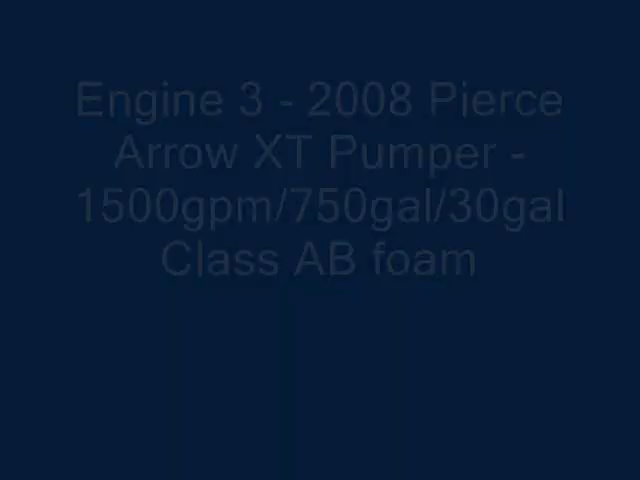 Engine 3 - 2008 Pierce
Arrow XT Pumper -
1500gpm/750gal/30gal
Class AB foam